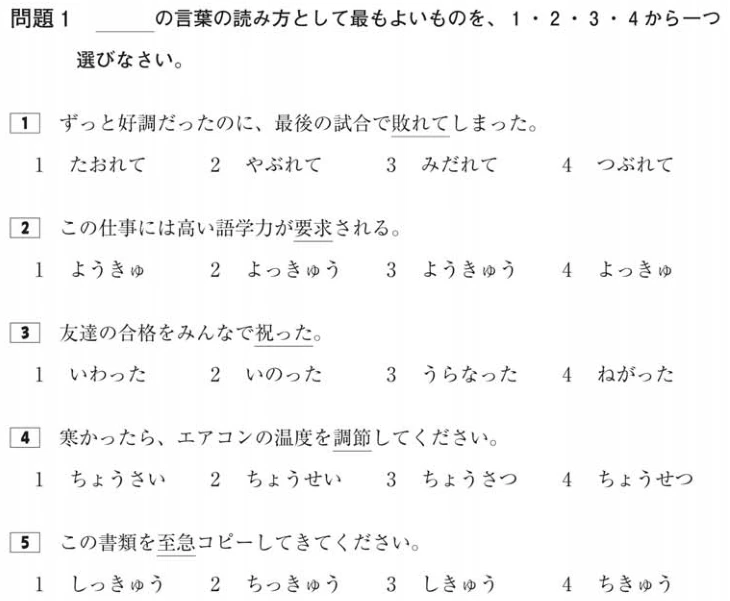 問題1　＿＿＿の言葉の読み方として最もよいものを、1・2・3・4から一つ
選びなさい。
1　ずっと好調だったのに、最後の試合で敗れてしまった。
1　たおれて　2　やぶれて　3　みだれて　4　つぶれて
2　この仕事には高い語学力が要求される。
1　ようきゅ　2　よっきゅう　3　ようきゅう　4　よっきゅ
3　友達の合格をみんなで祝った。
1　いわった　2　いのった　3　うらなった　4　ねがった
4　寒かったら、エアコンの温度を調節してください。
1　ちょうさい　2　ちょうせい　3　ちょうさつ　4　ちょうせつ
5　この書類を至急コピーしてきてください。
1　しっきゅう　2　ちっきゅう　3　しきゅう　4　ちきゅう